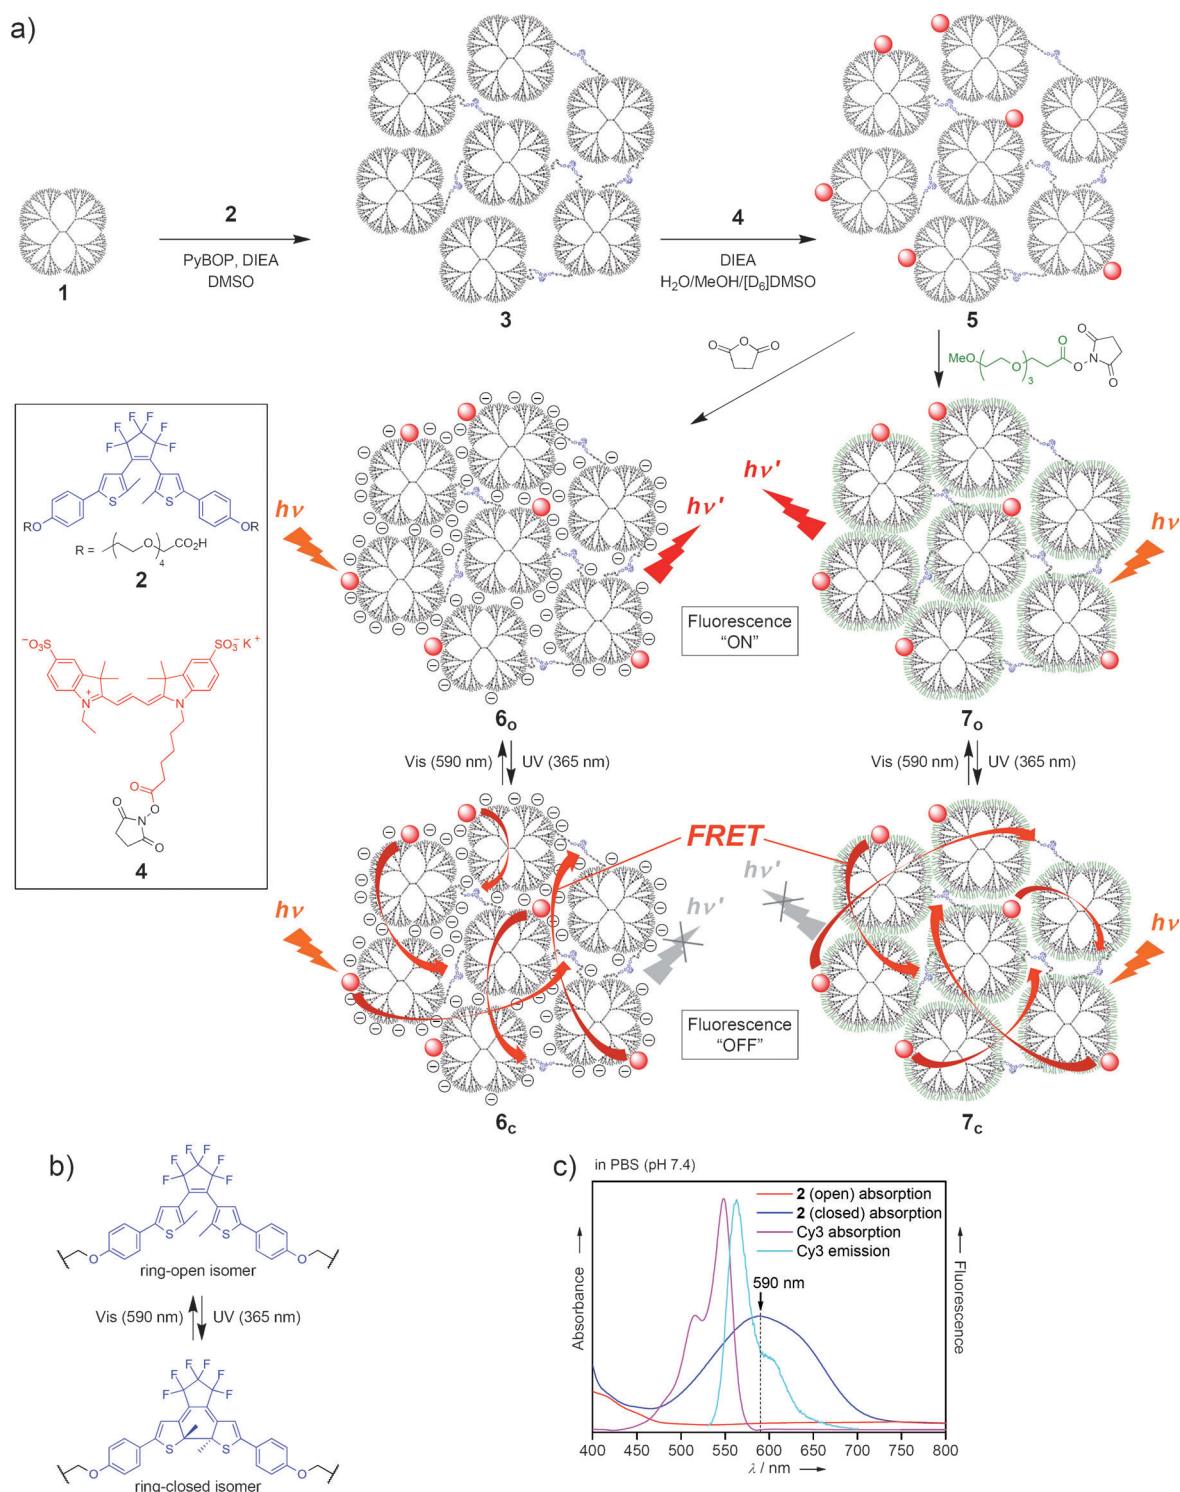 a)
1
2
PyBOP, DIEA
DMSO
3
4
DIEA
H₂O/MeOH/[D₆]DMSO
5
O O O
MeO O 3 O O N O O
F F F F F F
S S
RO OR
R = O 4 CO₂H
2
⁻O₃S SO₃⁻K⁺
N⁺ N
O O
O N O
4
hν
hν'
hν'
hν
Fluorescence
“ON”
6o
7o
Vis (590 nm) UV (365 nm)
Vis (590 nm) UV (365 nm)
FRET
hν
hν'
hν'
hν
Fluorescence
“OFF”
6c
7c
b)
F F F F F F
S S
O O
ring-open isomer
Vis (590 nm) UV (365 nm)
F F F F F F
S S
O O
ring-closed isomer
c) in PBS (pH 7.4)
2 (open) absorption
2 (closed) absorption
Cy3 absorption
Cy3 emission
590 nm
Absorbance
Fluorescence
400 450 500 550 600 650 700 750 800
λ / nm